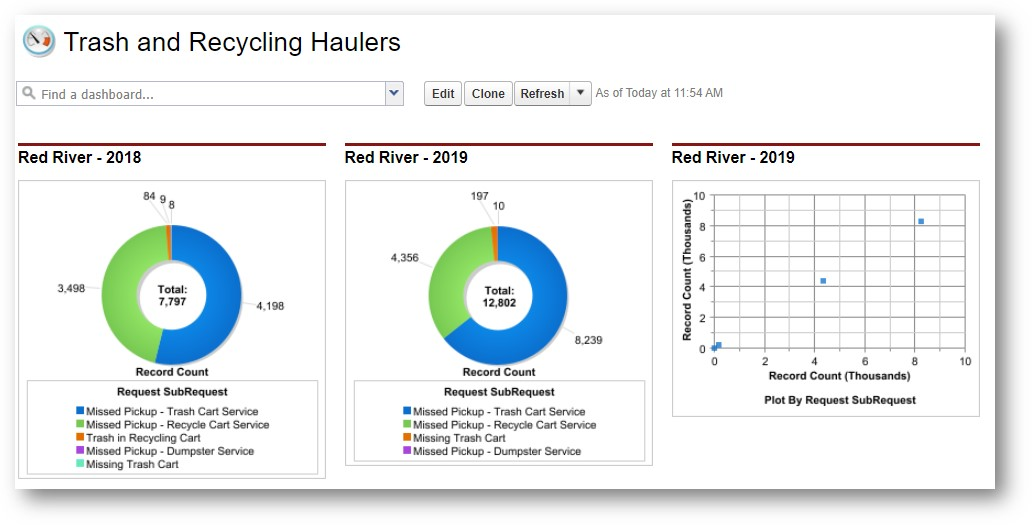 Trash and Recycling Haulers
Find a dashboard...
Edit Clone Refresh As of Today at 11:54 AM
Red River - 2018
84 9 8
3,498
Total:
7,797
4,198
Record Count
Request SubRequest
Missed Pickup - Trash Cart Service
Missed Pickup - Recycle Cart Service
Trash in Recycling Cart
Missed Pickup - Dumpster Service
Missing Trash Cart
Red River - 2019
197 10
4,356
Total:
12,802
8,239
Record Count
Request SubRequest
Missed Pickup - Trash Cart Service
Missed Pickup - Recycle Cart Service
Missing Trash Cart
Missed Pickup - Dumpster Service
Red River - 2019
Record Count (Thousands)
10
8
6
4
2
0
0 2 4 6 8 10
Record Count (Thousands)
Plot By Request SubRequest